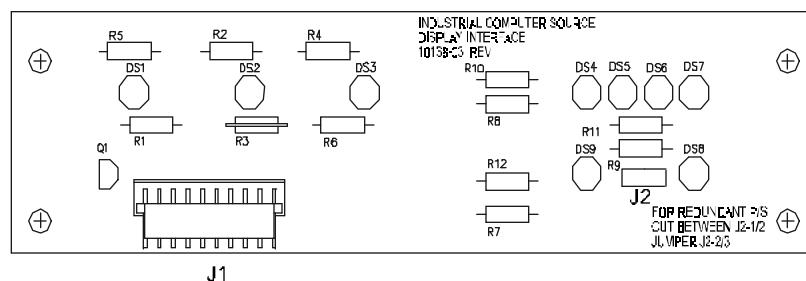 R5 R2 R4
INDUSTRIAL COMPUTER SOURCE
DISPLAY INTERFACE
10138-C3 REV
DS1 DS2 DS3
R10
DS4 DS5 DS6 DS7
R1 R3 R6
R8
R11
Q1
DS9 DS8
R12
R9
J2
R7
FOR REDUNDANT P/S
CUT BETWEEN J2-1/2
JUMPER J2-2/3
J1